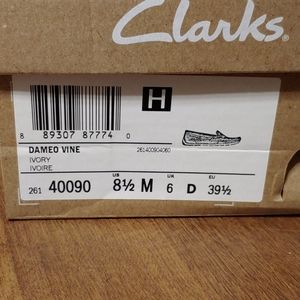 Clarks®
H
8 89307 87774 0
DAMEO VINE 261400904060
IVORY
IVOIRE
US UK EU
261 40090 8½ M 6 D 39½